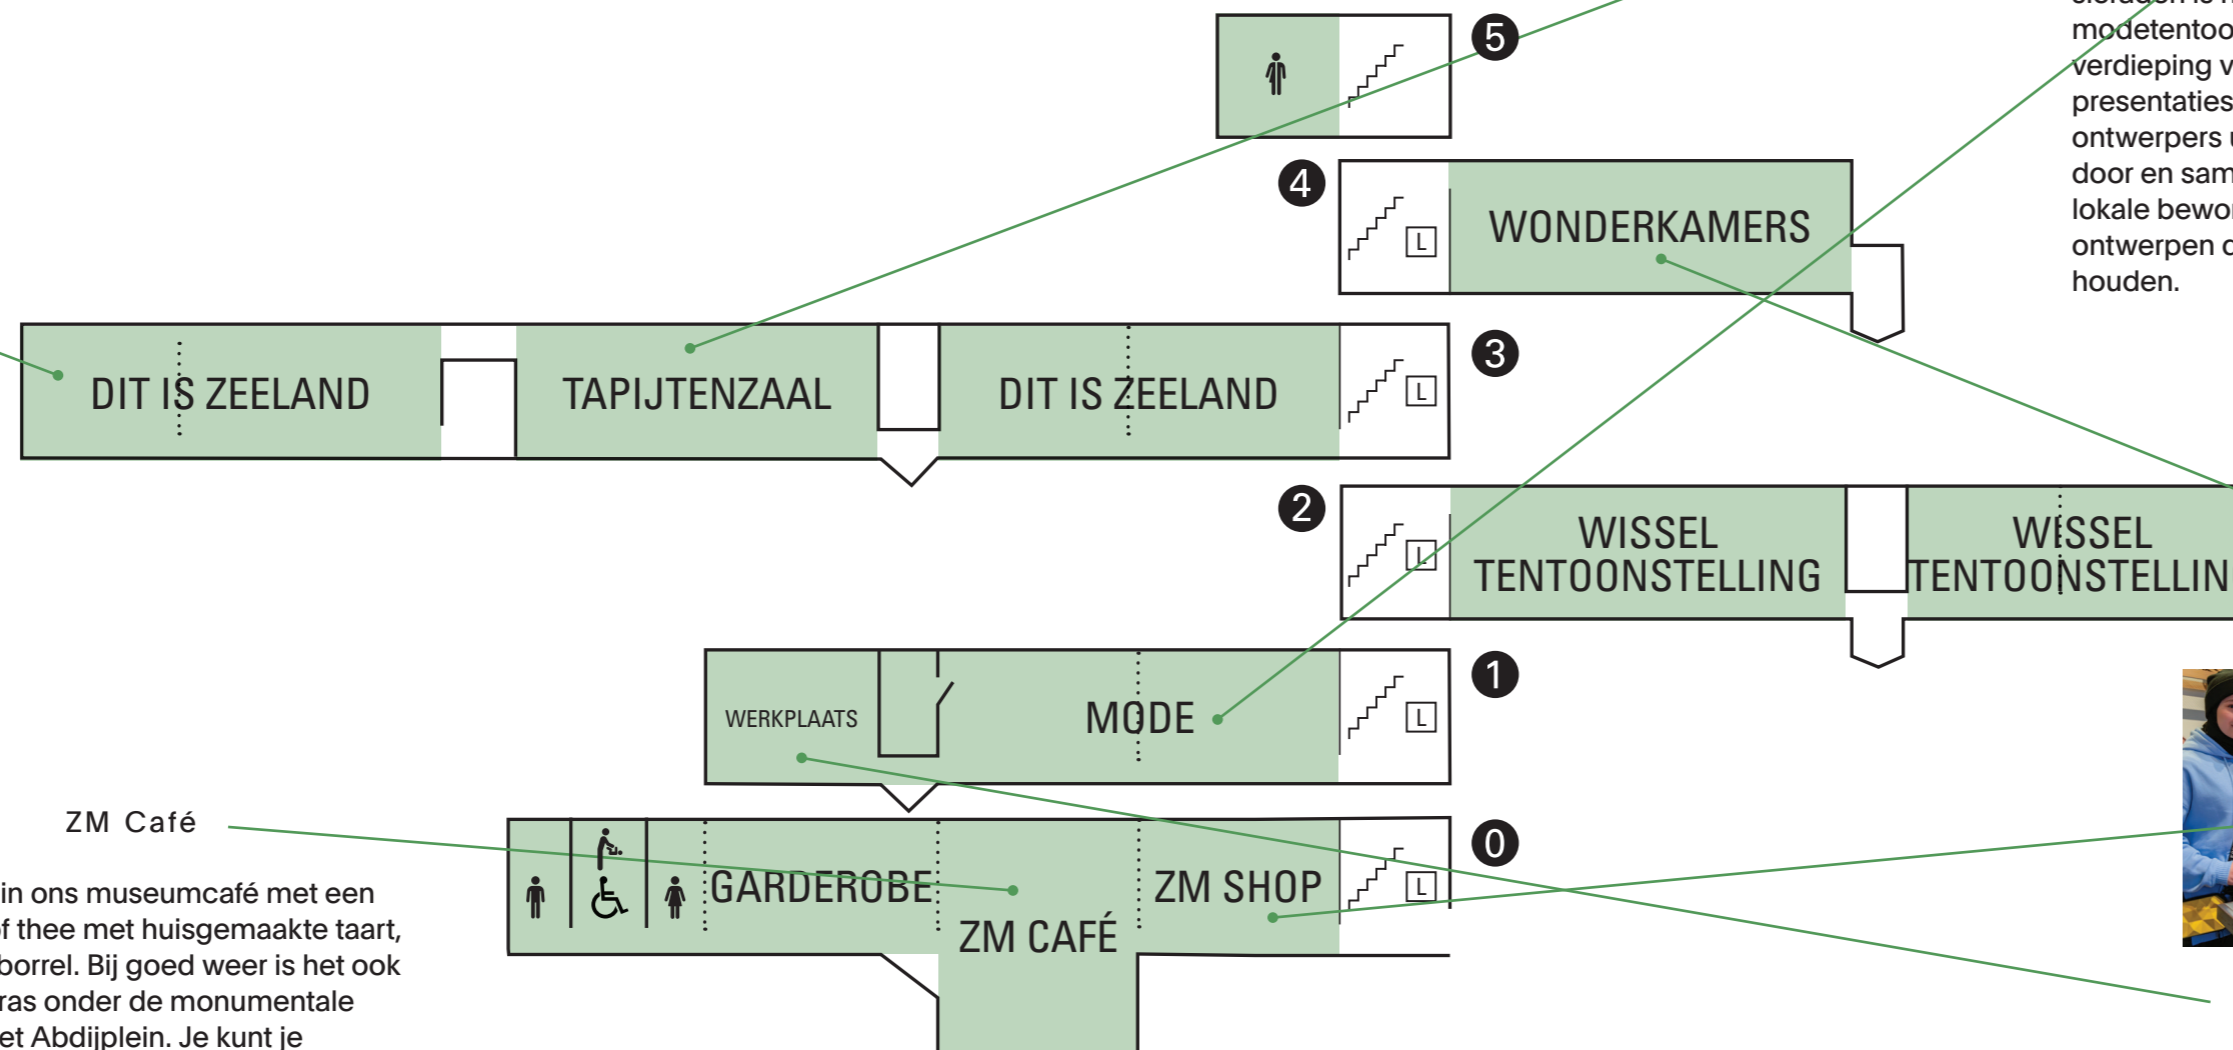 modetentoo
verdieping v
presentaties
ontwerpers u
door en sam
lokale bewo
ontwerpen d
houden.
5
4
WONDERKAMERS
L
3
DIT IS ZEELAND
TAPIJTENZAAL
DIT IS ZEELAND
L
2
L
WISSEL
TENTOONSTELLING
WISSEL
TENTOONSTELLIN
1
WERKPLAATS
MODE
L
0
GARDEROBE
ZM CAFÉ
ZM SHOP
L
ZM Café
in ons museumcafé met een
f thee met huisgemaakte taart,
borrel. Bij goed weer is het ook
ras onder de monumentale
et Abdijplein. Je kunt je